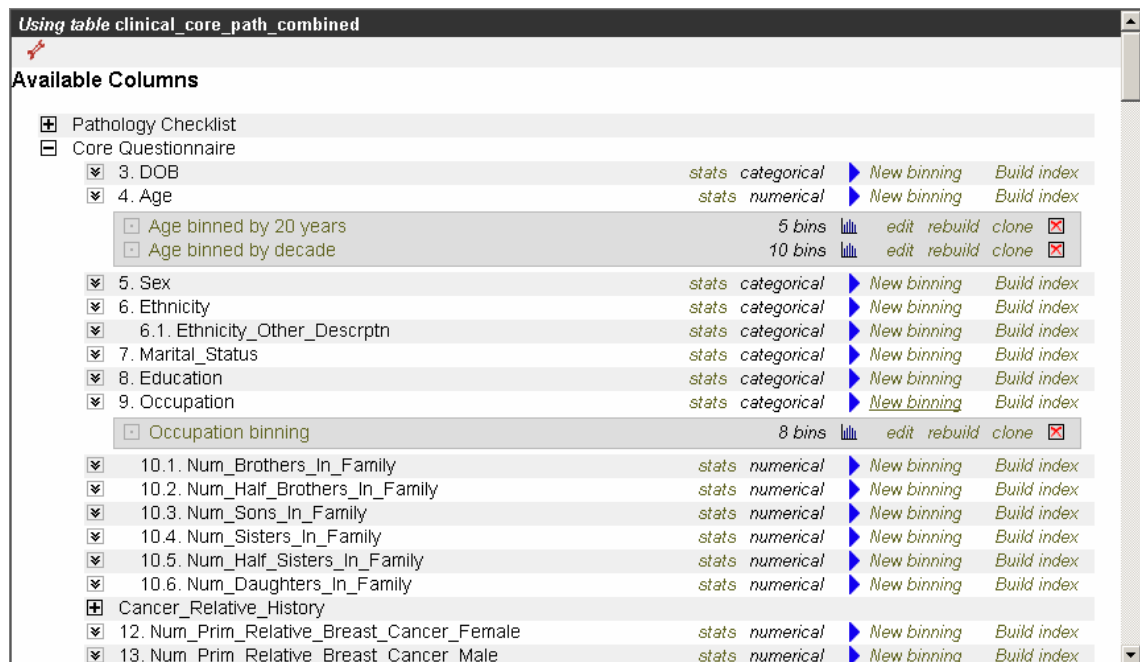 Using table clinical_core_path_combined
Available Columns
Pathology Checklist
Core Questionnaire
3. DOB stats categorical New binning Build index
4. Age stats numerical New binning Build index
Age binned by 20 years 5 bins edit rebuild clone
Age binned by decade 10 bins edit rebuild clone
5. Sex stats categorical New binning Build index
6. Ethnicity stats categorical New binning Build index
6.1. Ethnicity_Other_Descrptn stats categorical New binning Build index
7. Marital_Status stats categorical New binning Build index
8. Education stats categorical New binning Build index
9. Occupation stats categorical New binning Build index
Occupation binning 8 bins edit rebuild clone
10.1. Num_Brothers_In_Family stats numerical New binning Build index
10.2. Num_Half_Brothers_In_Family stats numerical New binning Build index
10.3. Num_Sons_In_Family stats numerical New binning Build index
10.4. Num_Sisters_In_Family stats numerical New binning Build index
10.5. Num_Half_Sisters_In_Family stats numerical New binning Build index
10.6. Num_Daughters_In_Family stats numerical New binning Build index
Cancer_Relative_History
12. Num_Prim_Relative_Breast_Cancer_Female stats numerical New binning Build index
13. Num_Prim_Relative_Breast_Cancer_Male stats numerical New binning Build index